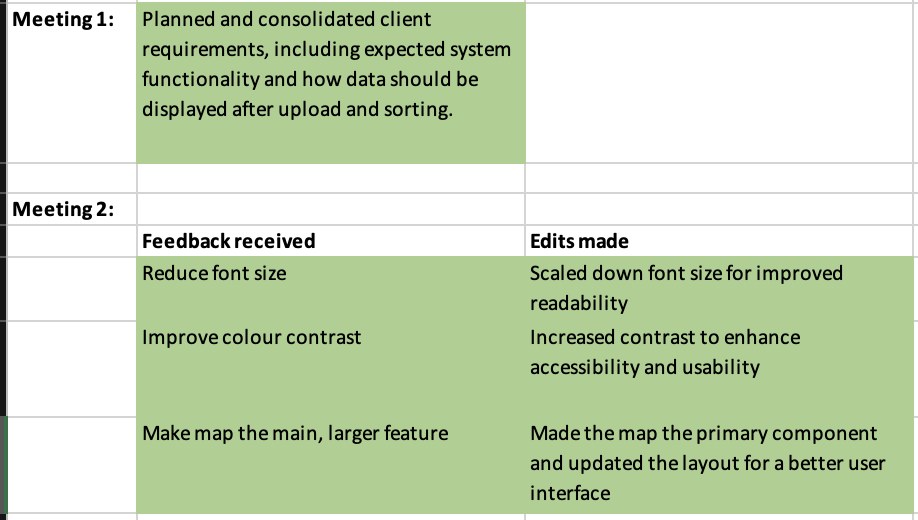 Meeting 1:
Planned and consolidated client
requirements, including expected system
functionality and how data should be
displayed after upload and sorting.
Meeting 2:
Feedback received
Edits made
Reduce font size
Scaled down font size for improved
readability
Improve colour contrast
Increased contrast to enhance
accessibility and usability
Make map the main, larger feature
Made the map the primary component
and updated the layout for a better user
interface